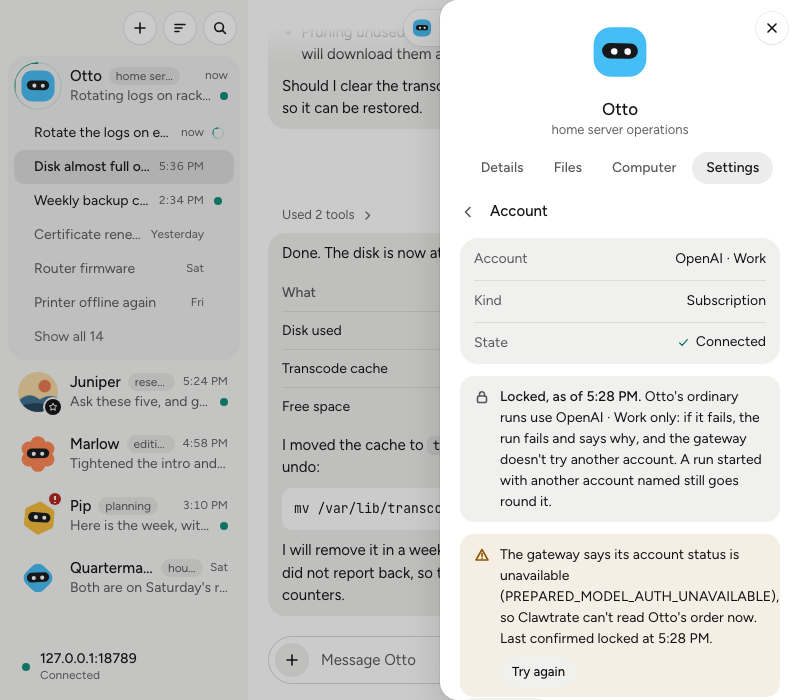 Otto
home ser...
now
Rotating logs on rack...
Rotate the logs on e...
now
Disk almost full o...
5:36 PM
Weekly backup c...
2:34 PM
Certificate rene...
Yesterday
Router firmware
Sat
Printer offline again
Fri
Show all 14
Juniper
rese...
5:24 PM
Ask these five, and g...
Marlow
editi...
4:58 PM
Tightened the intro and...
Pip
planning
3:10 PM
Here is the week, wit...
Quarterma...
hou...
Sat
Both are on Saturday's r...
127.0.0.1:18789
Connected
Pruning unused
will download them a
Should I clear the transc
so it can be restored.
Used 2 tools
Done. The disk is now at
What
Disk used
Transcode cache
Free space
I moved the cache to
undo:
mv /var/lib/transco
I will remove it in a week
did not report back, so t
counters.
Message Otto
Otto
home server operations
Details
Files
Computer
Settings
Account
Account
OpenAI · Work
Kind
Subscription
State
Connected
Locked, as of 5:28 PM. Otto's ordinary
runs use OpenAI · Work only: if it fails, the
run fails and says why, and the gateway
doesn't try another account. A run started
with another account named still goes
round it.
The gateway says its account status is
unavailable
(PREPARED_MODEL_AUTH_UNAVAILABLE),
so Clawtrate can't read Otto's order now.
Last confirmed locked at 5:28 PM.
Try again